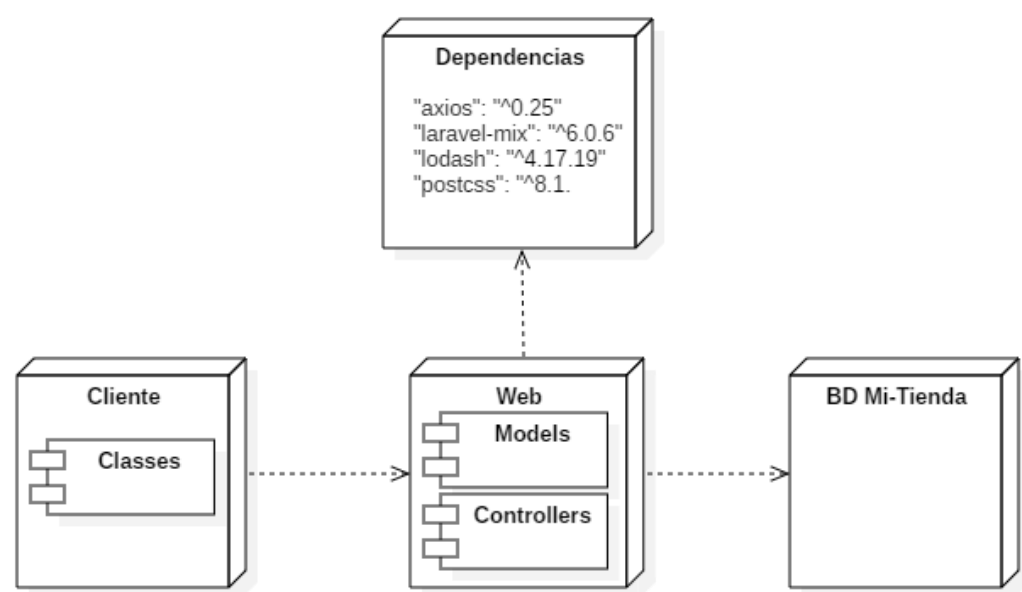 Dependencias
"axios": "^0.25"
"laravel-mix": "^6.0.6"
"lodash": "^4.17.19"
"postcss": "^8.1.
Cliente
Classes
Web
Models
Controllers
BD Mi-Tienda